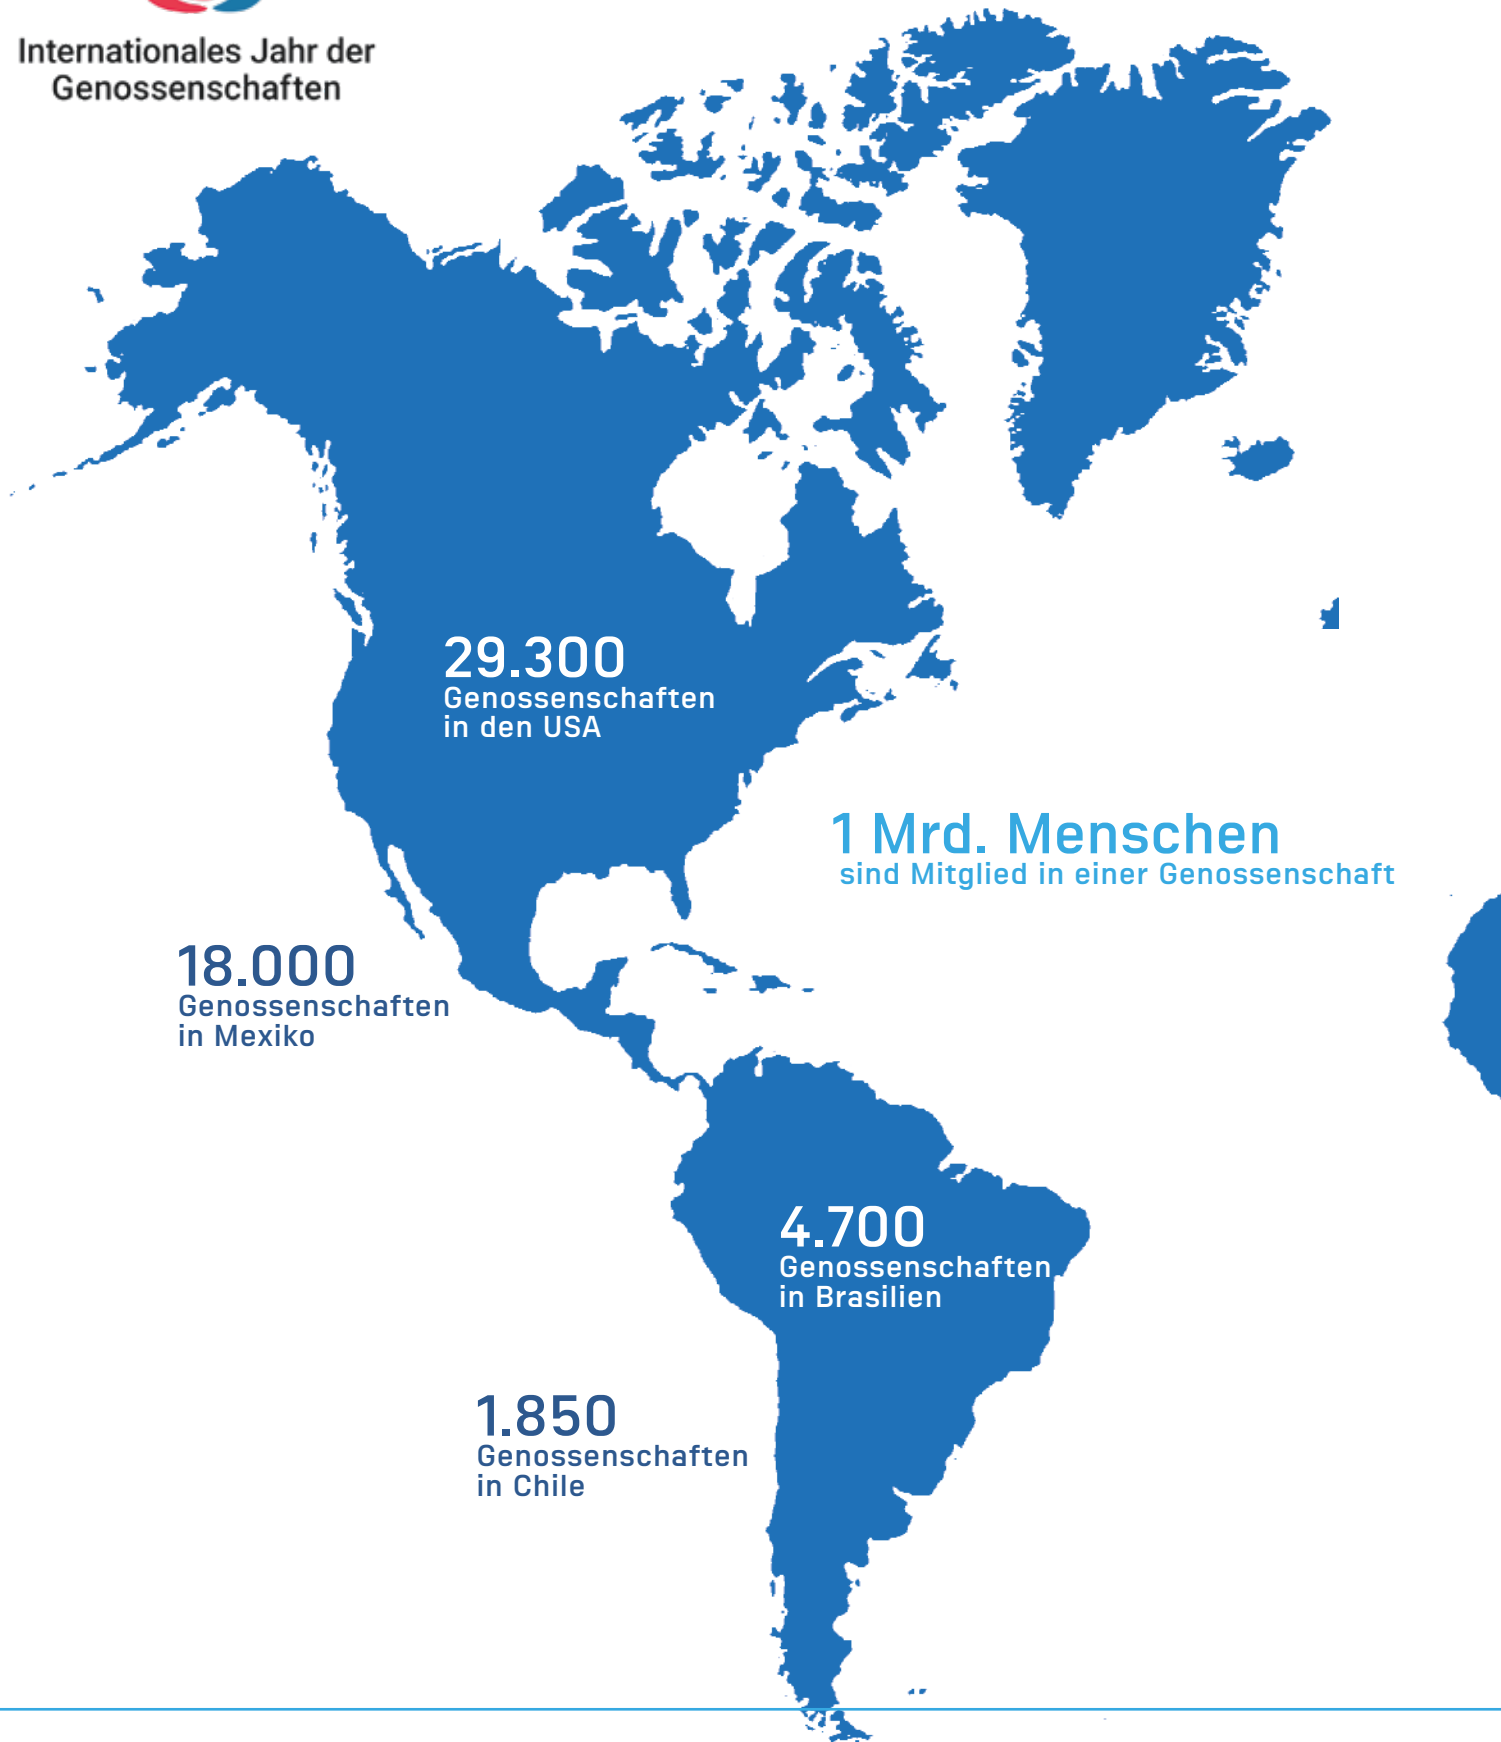 Internationales Jahr der
Genossenschaften
29.300
Genossenschaften
in den USA
1 Mrd. Menschen
sind Mitglied in einer Genossenschaft
18.000
Genossenschaften
in Mexiko
4.700
Genossenschaften
in Brasilien
1.850
Genossenschaften
in Chile